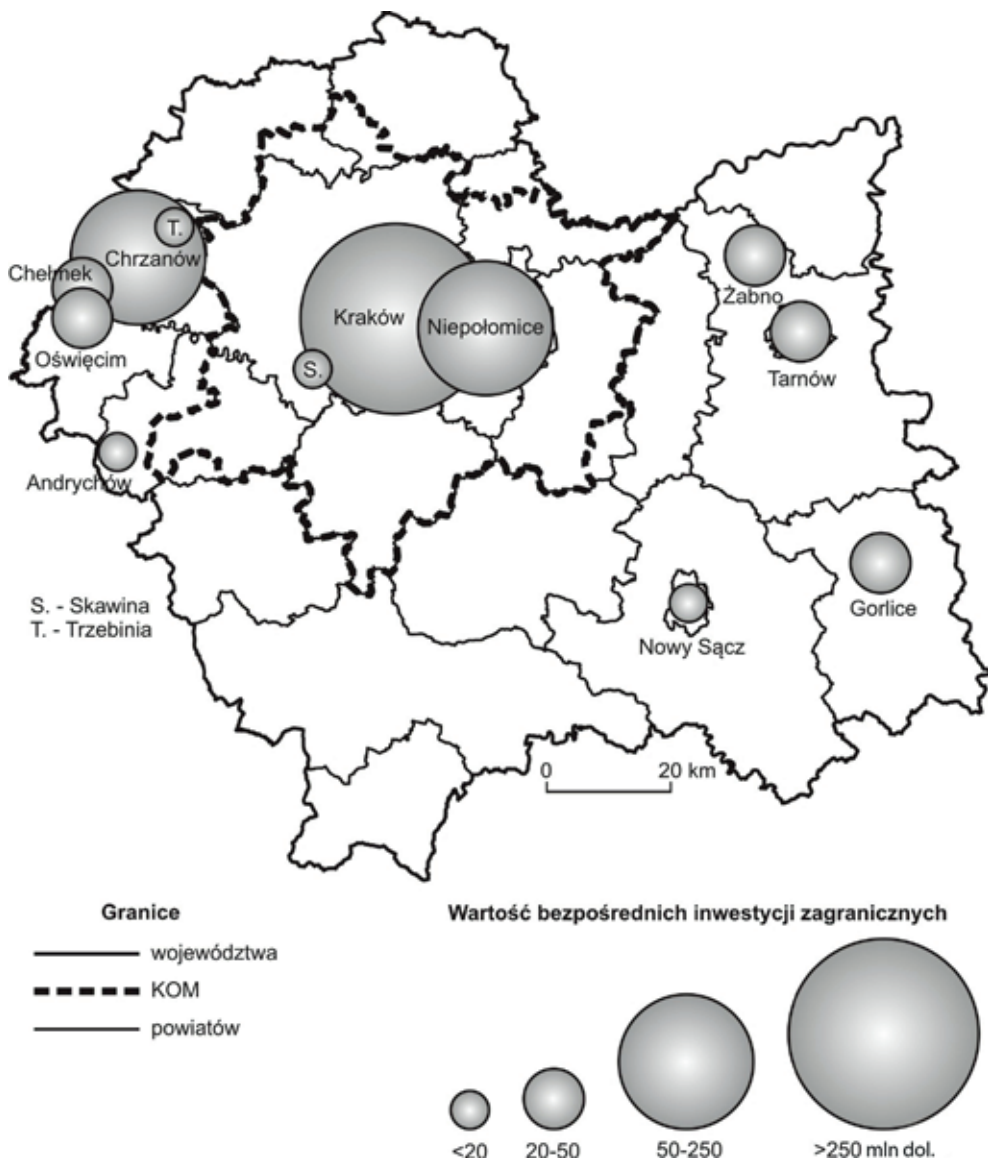 T.
Chrzanów
Chełmek
Oświęcim
Andrychów
Kraków
Niepołomice
S.
Żabno
Tarnów
Gorlice
Nowy Sącz
S. - Skawina
T. - Trzebinia
0 20 km
Granice
województwa
KOM
powiatów
Wartość bezpośrednich inwestycji zagranicznych
<20 20-50 50-250 >250 mln dol.